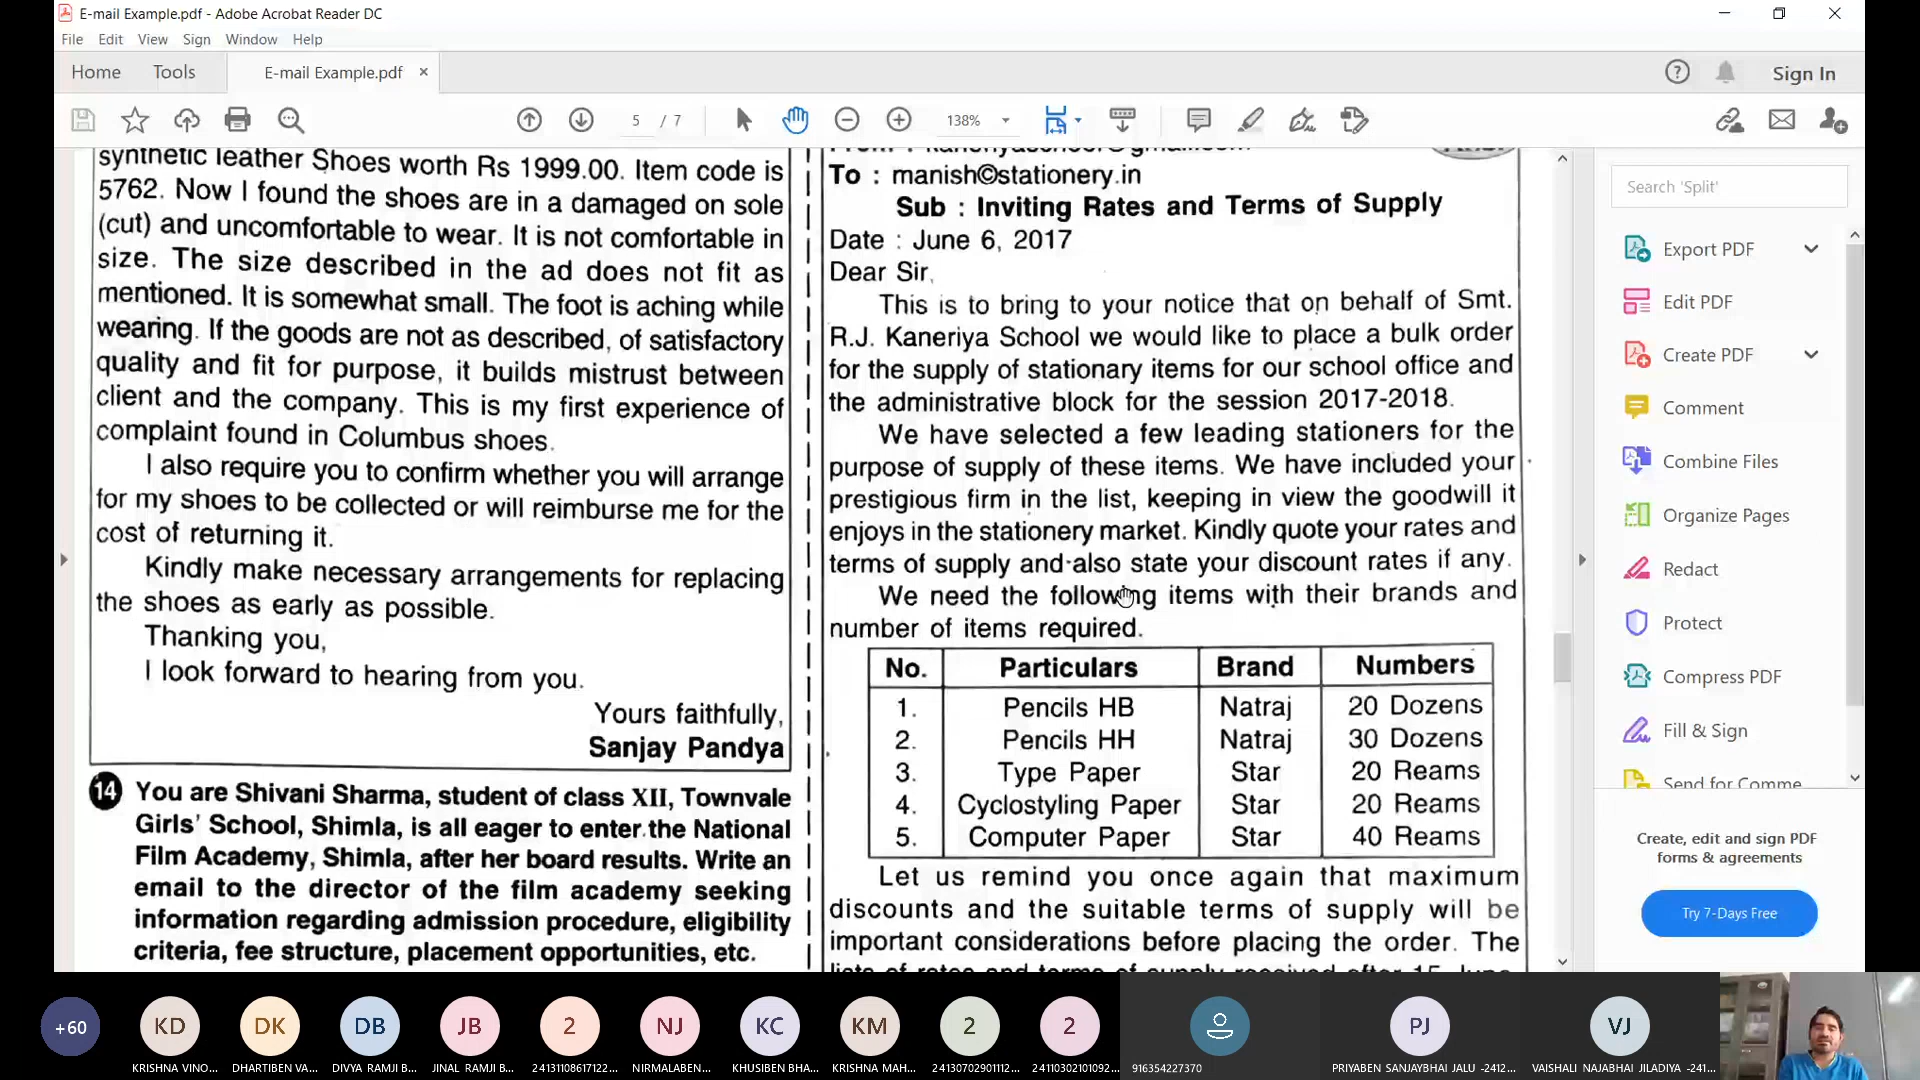 E-mail Example.pdf - Adobe Acrobat Reader DC
File Edit View Sign Window Help
Home Tools E-mail Example.pdf × Sign In
5 / 7 138%
synthetic leather Shoes worth Rs 1999.00. Item code is
5762. Now I found the shoes are in a damaged on sole
(cut) and uncomfortable to wear. It is not comfortable in
size. The size described in the ad does not fit as
mentioned. It is somewhat small. The foot is aching while
wearing. If the goods are not as described, of satisfactory
quality and fit for purpose, it builds mistrust between
client and the company. This is my first experience of
complaint found in Columbus shoes.
I also require you to confirm whether you will arrange
for my shoes to be collected or will reimburse me for the
cost of returning it.
Kindly make necessary arrangements for replacing
the shoes as early as possible.
Thanking you,
I look forward to hearing from you.
Yours faithfully,
Sanjay Pandya
14 You are Shivani Sharma, student of class XII, Townvale
Girls' School, Shimla, is all eager to enter the National
Film Academy, Shimla, after her board results. Write an
email to the director of the film academy seeking
information regarding admission procedure, eligibility
criteria, fee structure, placement opportunities, etc.
To : manish©stationery.in
Sub : Inviting Rates and Terms of Supply
Date : June 6, 2017
Dear Sir,
This is to bring to your notice that on behalf of Smt.
R.J. Kaneriya School we would like to place a bulk order
for the supply of stationary items for our school office and
the administrative block for the session 2017-2018.
We have selected a few leading stationers for the
purpose of supply of these items. We have included your
prestigious firm in the list, keeping in view the goodwill it
enjoys in the stationery market. Kindly quote your rates and
terms of supply and also state your discount rates if any.
We need the following items with their brands and
number of items required.
No. Particulars Brand Numbers
1. Pencils HB Natraj 20 Dozens
2. Pencils HH Natraj 30 Dozens
3. Type Paper Star 20 Reams
4. Cyclostyling Paper Star 20 Reams
5. Computer Paper Star 40 Reams
Let us remind you once again that maximum
discounts and the suitable terms of supply will be
important considerations before placing the order. The
Search 'Split'
Export PDF
Edit PDF
Create PDF
Comment
Combine Files
Organize Pages
Redact
Protect
Compress PDF
Fill & Sign
Send for Comme
Create, edit and sign PDF
forms & agreements
Try 7-Days Free
+60 KD DK DB JB 2 NJ KC KM 2 2 PJ VJ
KRISHNA VINO... DHARTIBEN VA... DIVYA RAMJI B... JINAL RAMJI B... 24131108617122... NIRMALABEN... KHUSIBEN BHA... KRISHNA MAH... 24130702901112... 24110302101092... 916354227370 PRIYABEN SANJAYBHAI JALU -2412... VAISHALI NAJABHAI JILADIYA -241...